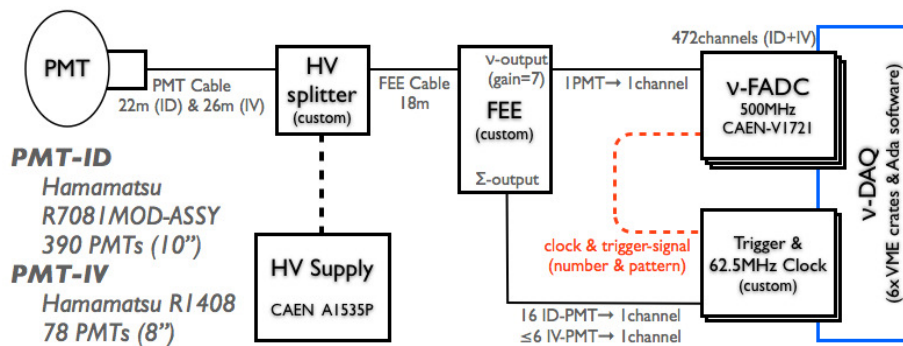 PMT
PMT Cable
22m (ID) & 26m (IV)
HV
splitter
(custom)
FEE Cable
18m
ν-output
(gain=7)
FEE
(custom)
Σ-output
1PMT→ 1channel
472channels (ID+IV)
ν-FADC
500MHz
CAEN-V1721
ν-DAQ
(6x VME crates & Ada software)
PMT-ID
Hamamatsu
R7081MOD-ASSY
390 PMTs (10”)
PMT-IV
Hamamatsu R1408
78 PMTs (8”)
HV Supply
CAEN A1535P
clock & trigger-signal
(number & pattern)
Trigger &
62.5MHz Clock
(custom)
16 ID-PMT→ 1channel
≤6 IV-PMT→ 1channel